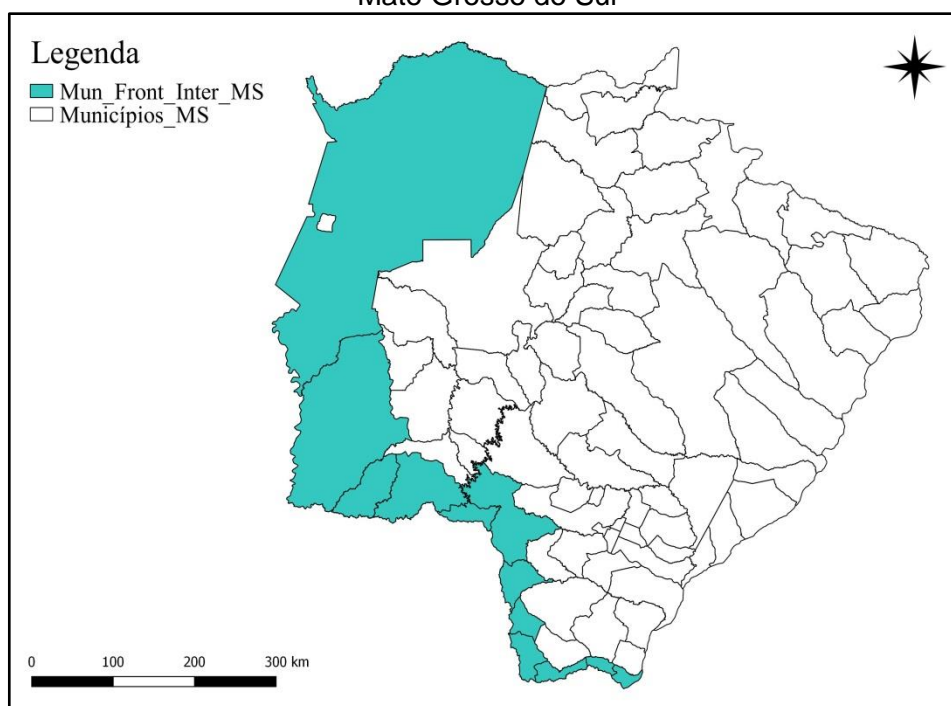 Mato Grosso do Sul
Legenda
Mun_Front_Inter_MS
Municípios_MS
0 100 200 300 km